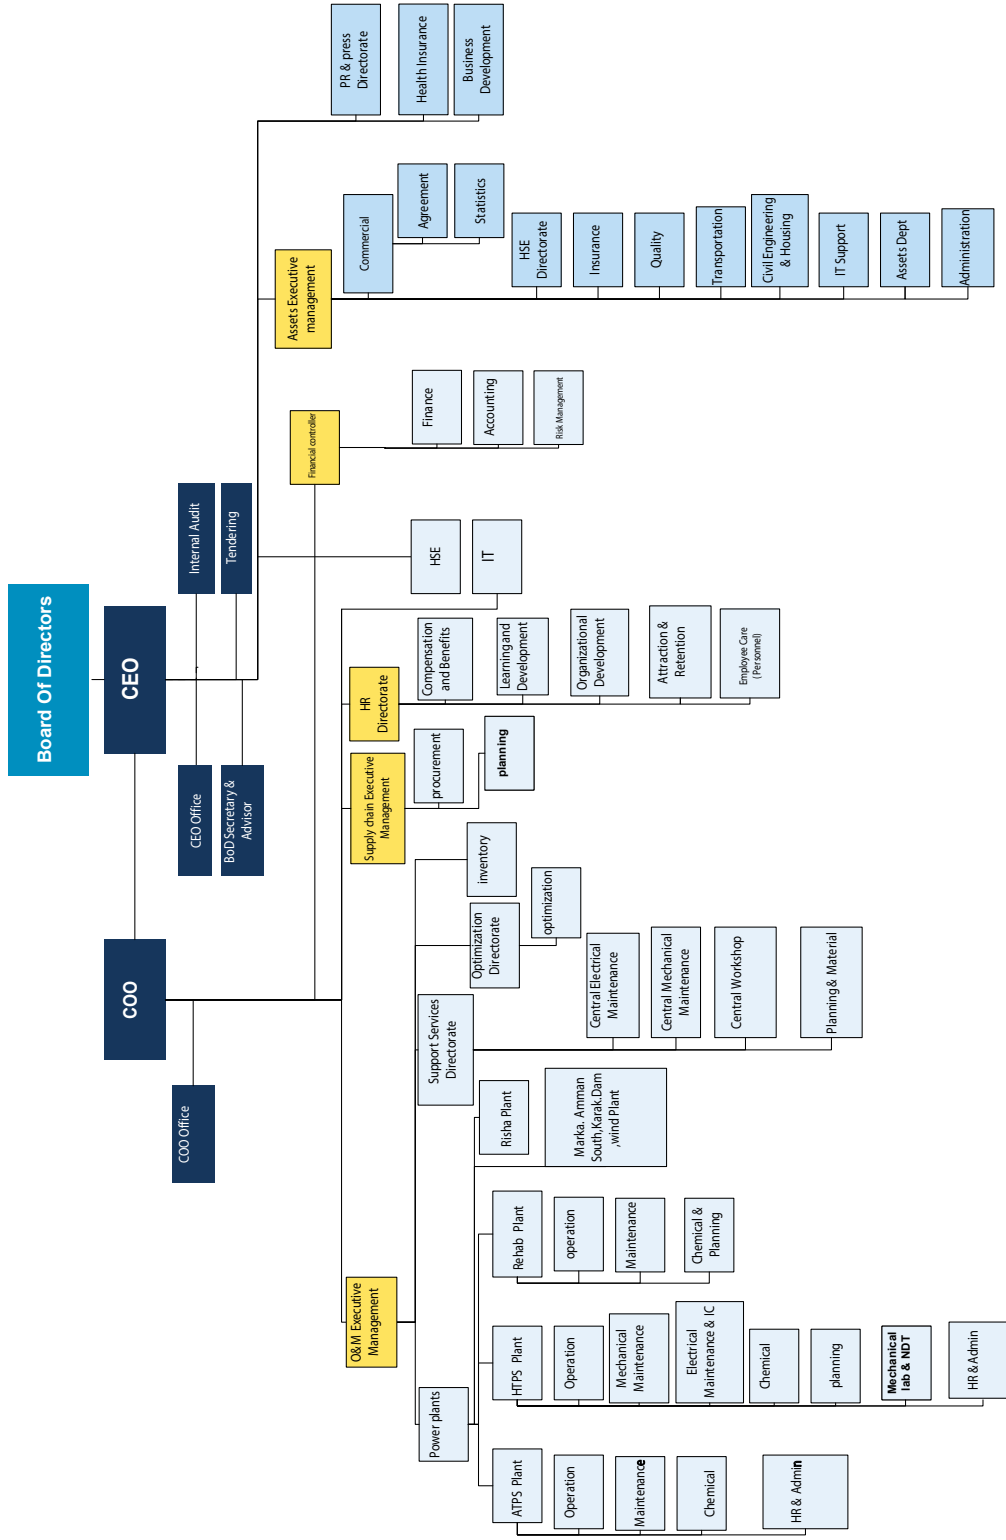 Board Of Directors
CEO
COO
COO Office
CEO Office
BoD Secretary &
Advisor
Internal Audit
Tendering
O&M Executive
Management
Supply chain Executive
Management
HR
Directorate
Financial controller
Assets Executive
management
PR & press
Directorate
Health Insurance
Business
Development
Power plants
ATPS Plant
Operation
Maintenance
Chemical
HR & Admin
HTPS Plant
Operation
Mechanical
Maintenance
Electrical
Maintenance & IC
Chemical
planning
Mechanical
lab & NDT
HR & Admin
Rehab Plant
operation
Maintenance
Chemical &
Planning
Risha Plant
Marka. Amman
South,Karak.Dam
,wind Plant
Support Services
Directorate
Central Electrical
Maintenance
Central Mechanical
Maintenance
Central Workshop
Planning & Material
Optimization
Directorate
optimization
inventory
procurement
planning
Compensation
and Benefits
Learning and
Development
Organizational
Development
Attraction &
Retention
Employee Care
( Personnel)
HSE
IT
Finance
Accounting
Risk Management
Commercial
Agreement
Statistics
HSE
Directorate
Insurance
Quality
Transportation
Civil Engineering
& Housing
IT Support
Assets Dept
Administration